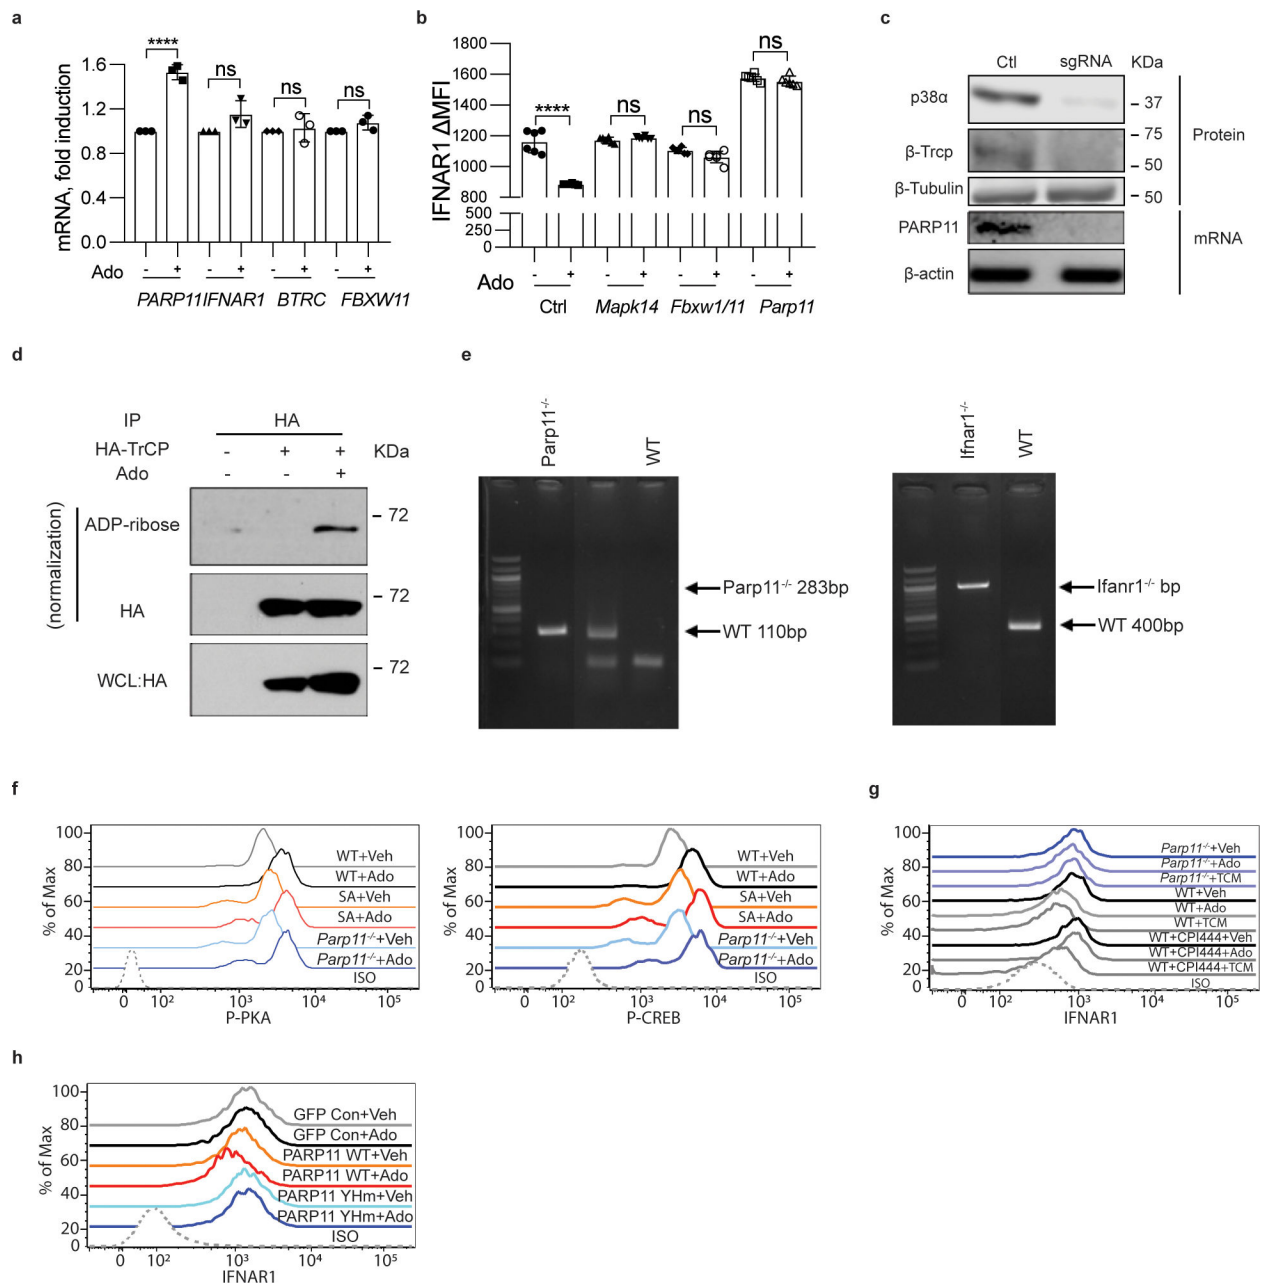 a
mRNA, fold induction
1.6
1.2
0.8
0.4
0.0
****
ns
ns
ns
Ado - + - + - + - +
PARP11 IFNAR1 BTRC FBXW11
b
IFNAR1 ΔMFI
1800
1600
1400
1200
1000
800
500
250
0
****
ns
ns
ns
Ado - + - + - + - +
Ctrl Mapk14 Fbxw1/11 Parp11
c
Ctl sgRNA KDa
p38α – 37
– 75
β-Trcp – 50
β-Tubulin – 50
PARP11
β-actin
Protein
mRNA
d
IP HA
HA-TrCP - + + KDa
Ado - - +
(normalization)
ADP-ribose – 72
HA – 72
WCL:HA – 72
e
Parp11-/-
WT
Parp11-/- 283bp
WT 110bp
Ifnar1-/-
WT
Ifanr1-/- bp
WT 400bp
f
% of Max
100
80
60
40
20
0
WT+Veh
WT+Ado
SA+Veh
SA+Ado
Parp11-/-+Veh
Parp11-/-+Ado
ISO
0 10² 10³ 10⁴ 10⁵
P-PKA
% of Max
100
80
60
40
20
0
WT+Veh
WT+Ado
SA+Veh
SA+Ado
Parp11-/-+Veh
Parp11-/-+Ado
ISO
0 10² 10³ 10⁴ 10⁵
P-CREB
g
% of Max
100
80
60
40
20
0
Parp11-/-+Veh
Parp11-/-+Ado
Parp11-/-+TCM
WT+Veh
WT+Ado
WT+TCM
WT+CPI444+Veh
WT+CPI444+Ado
WT+CPI444+TCM
ISO
0 10² 10³ 10⁴ 10⁵
IFNAR1
h
% of Max
100
80
60
40
20
0
GFP Con+Veh
GFP Con+Ado
PARP11 WT+Veh
PARP11 WT+Ado
PARP11 YHm+Veh
PARP11 YHm+Ado
ISO
0 10² 10³ 10⁴ 10⁵
IFNAR1